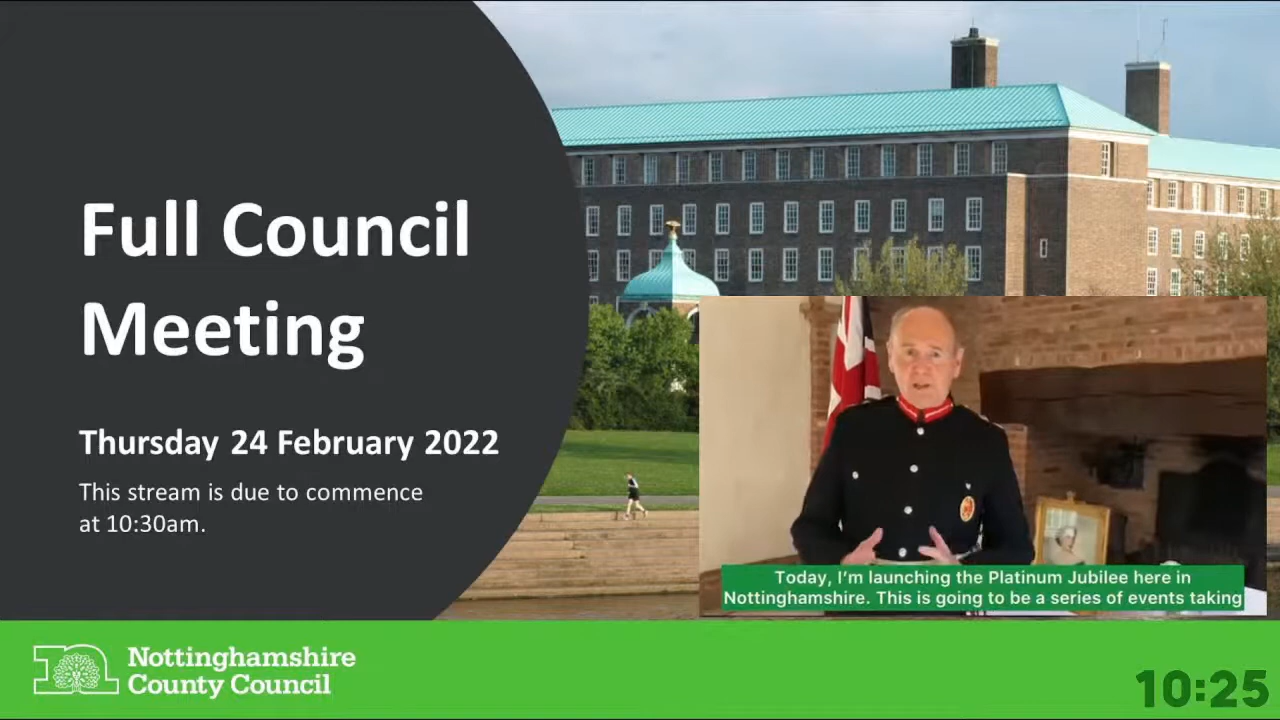 Full Council
Meeting
Thursday 24 February 2022
This stream is due to commence
at 10:30am.
Today, I'm launching the Platinum Jubilee here in
Nottinghamshire. This is going to be a series of events taking
Nottinghamshire
County Council
10:25